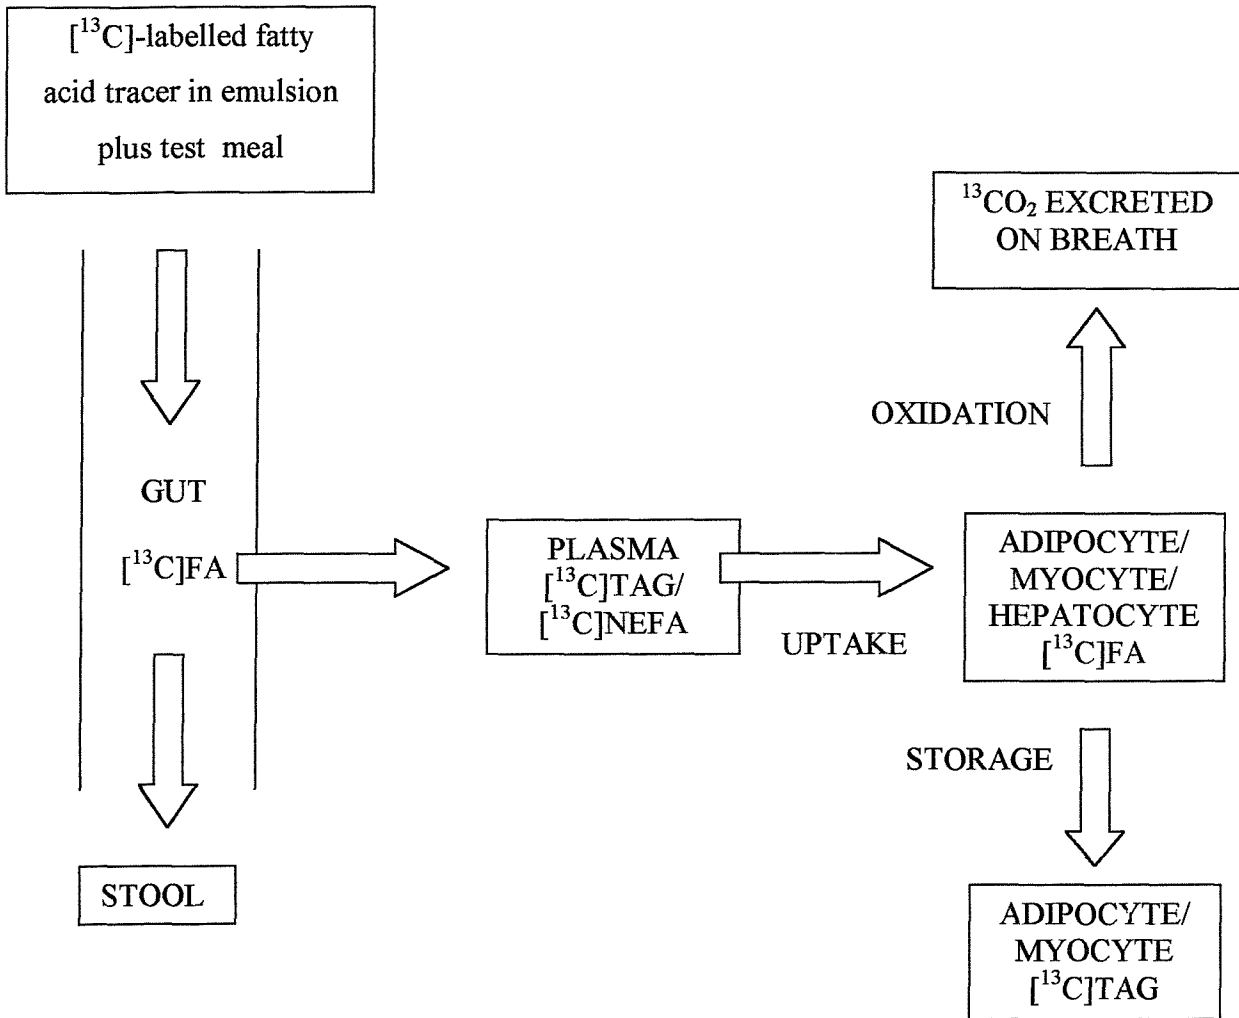 [¹³C]-labelled fatty
acid tracer in emulsion
plus test meal
GUT
[¹³C]FA
STOOL
PLASMA
[¹³C]TAG/
[¹³C]NEFA
UPTAKE
¹³CO₂ EXCRETED
ON BREATH
OXIDATION
ADIPOCYTE/
MYOCYTE/
HEPATOCYTE
[¹³C]FA
STORAGE
ADIPOCYTE/
MYOCYTE
[¹³C]TAG